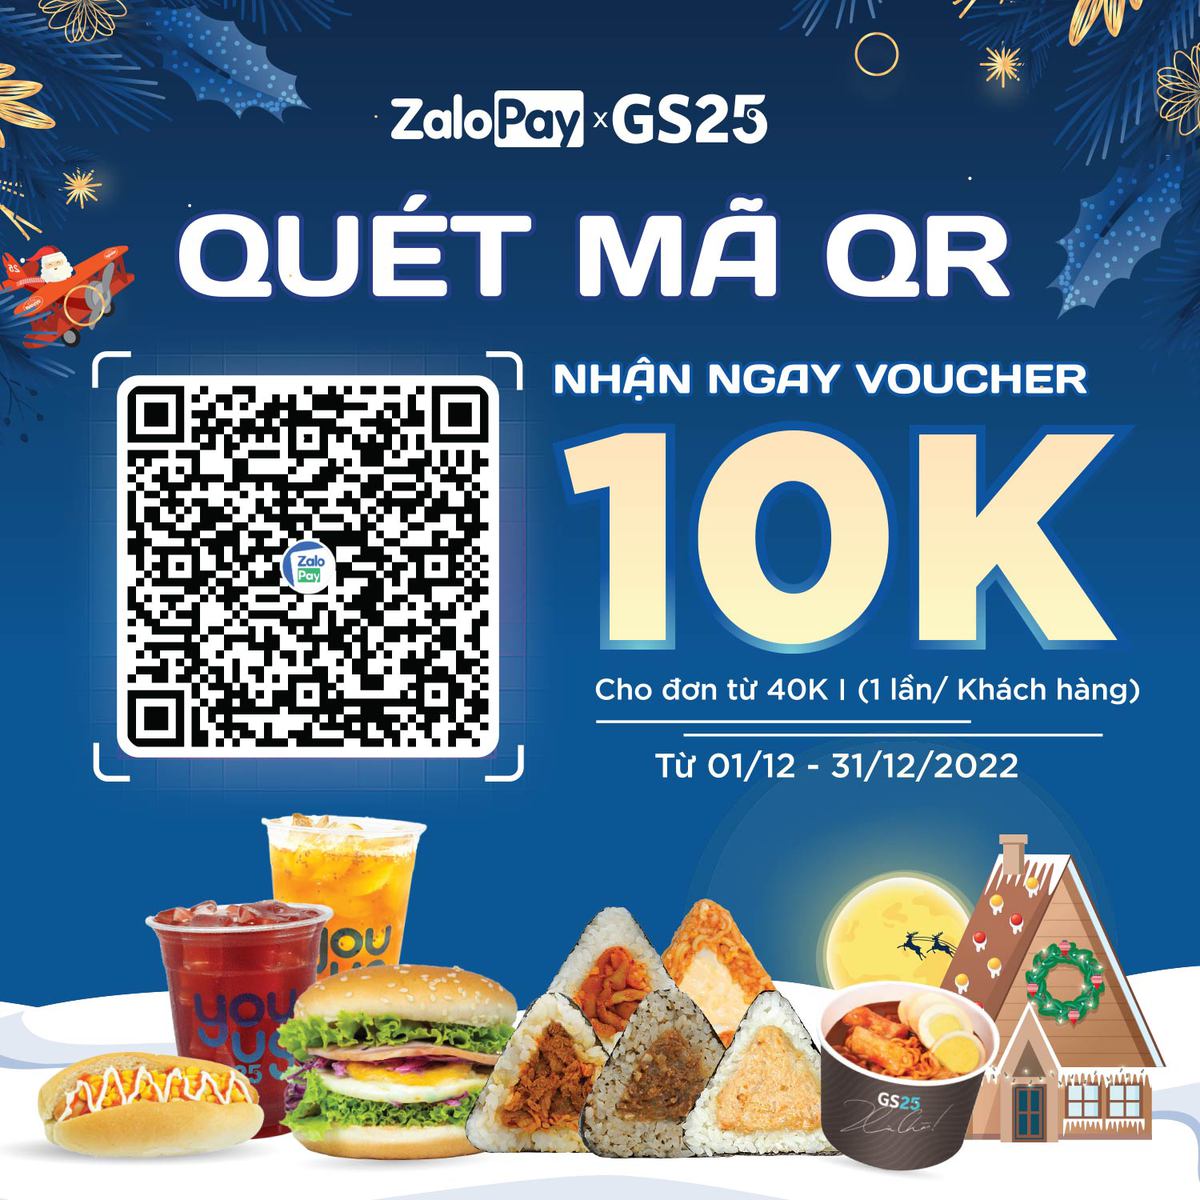 ZaloPay x GS25
QUÉT MÃ QR
NHẬN NGAY VOUCHER
10K
Cho đơn từ 40K | (1 lần/ Khách hàng)
Từ 01/12 - 31/12/2022
Zalo
Pay
you
you
us
25
GS25